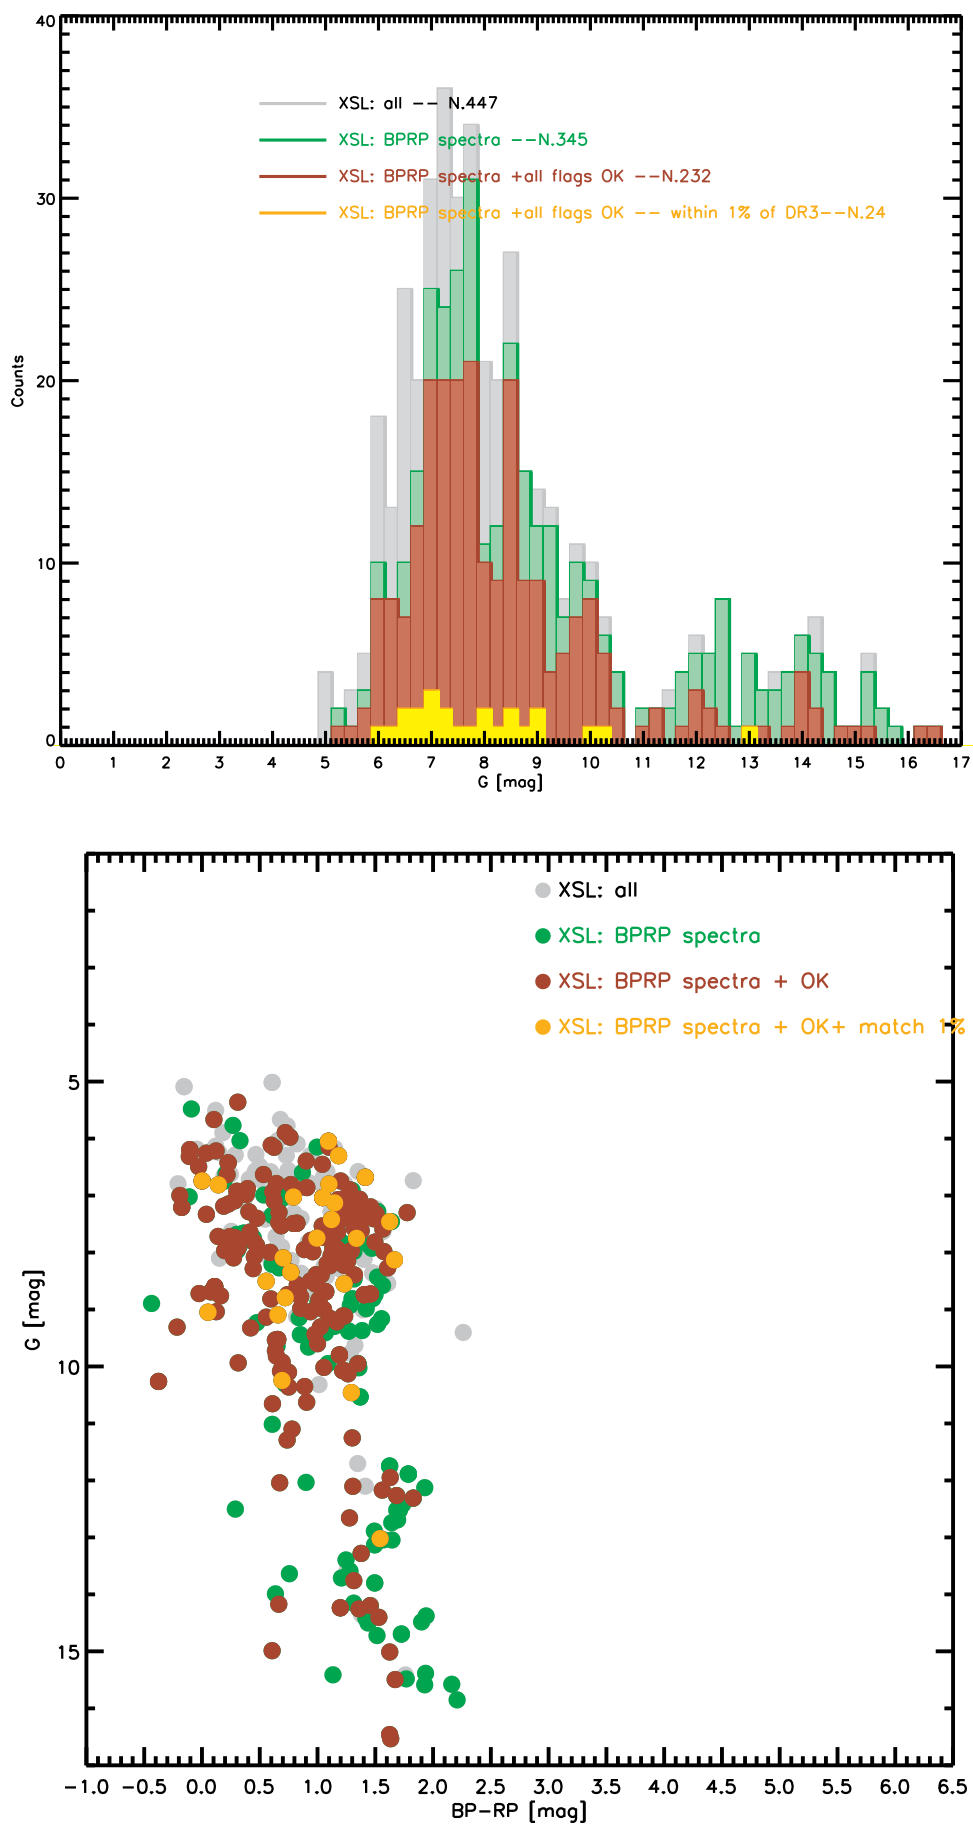 40
XSL: all -- N.447
XSL: BPRP spectra --N.345
XSL: BPRP spectra +all flags OK --N.232
30
XSL: BPRP spectra +all flags OK -- within 1% of DR3--N.24
20
Counts
10
0
0 1 2 3 4 5 6 7 8 9 10 11 12 13 14 15 16 17
G [mag]
XSL: all
XSL: BPRP spectra
XSL: BPRP spectra + OK
XSL: BPRP spectra + OK+ match 1%
5
G [mag]
10
15
-1.0 -0.5 0.0 0.5 1.0 1.5 2.0 2.5 3.0 3.5 4.0 4.5 5.0 5.5 6.0 6.5
BP-RP [mag]